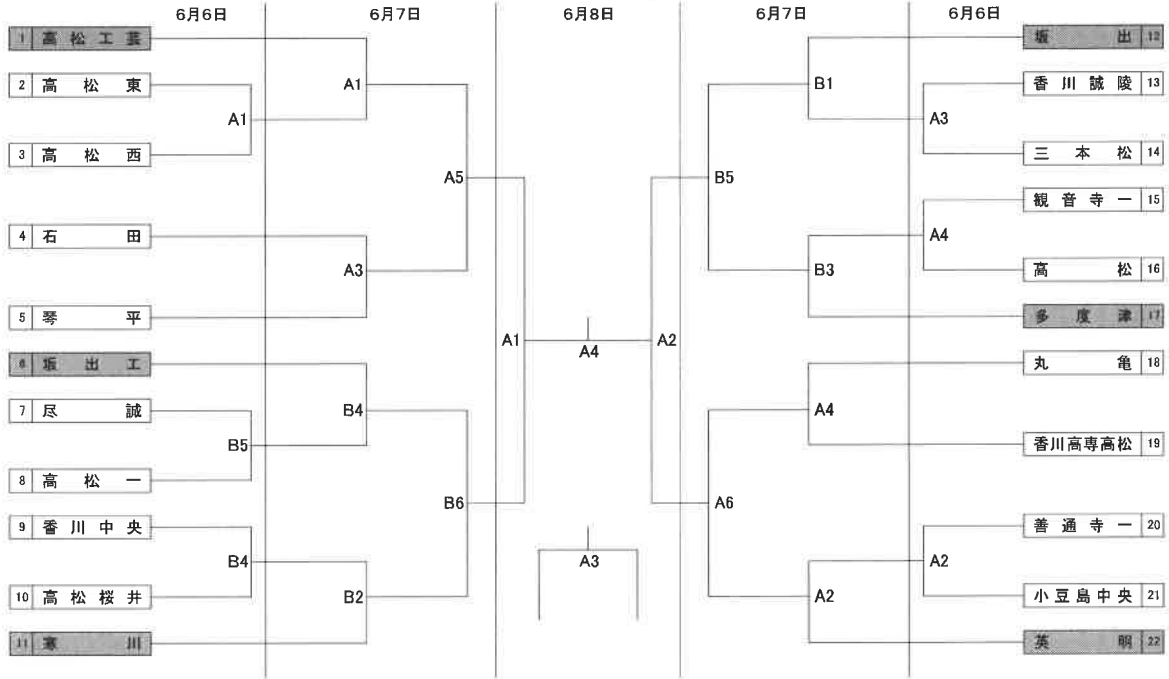 6月6日 6月7日 6月8日 6月7日 6月6日
1 高松工芸
2 高松東
3 高松西
4 石田
5 琴平
6 坂出工
7 尽誠
8 高松一
9 香川中央
10 高松桜井
11 寒川
A1
B5
B4
A1
A3
B4
B2
A5
B6
A1
A4
A3
A2
B5
A6
B1
B3
A4
A2
A3
A4
A2
坂出 12
香川誠陵 13
三本松 14
観音寺一 15
高松 16
多度津 17
丸亀 18
香川高専高松 19
善通寺一 20
小豆島中央 21
英明 22